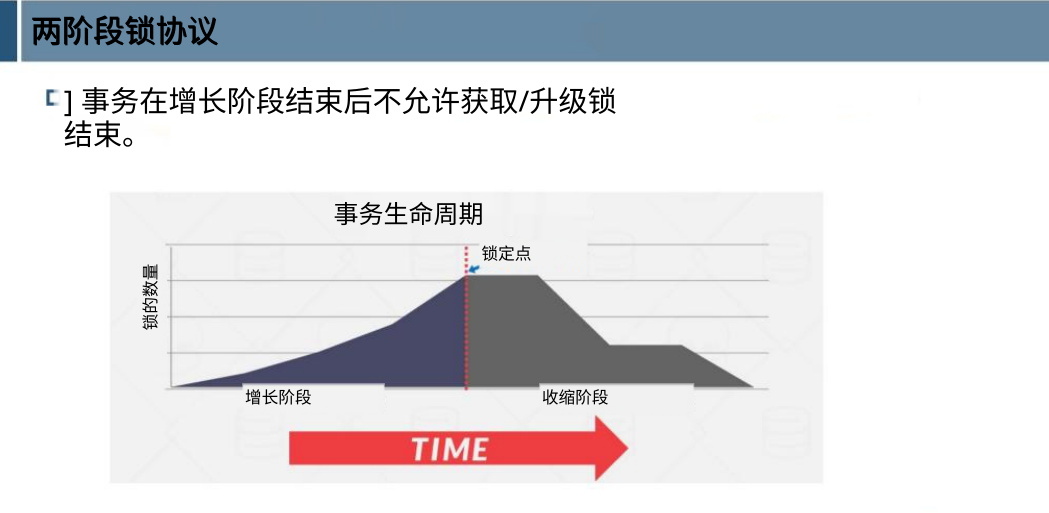 两阶段锁协议
] 事务在增长阶段结束后不允许获取/升级锁
结束。
事务生命周期
锁定点
锁的数量
增长阶段
收缩阶段
TIME